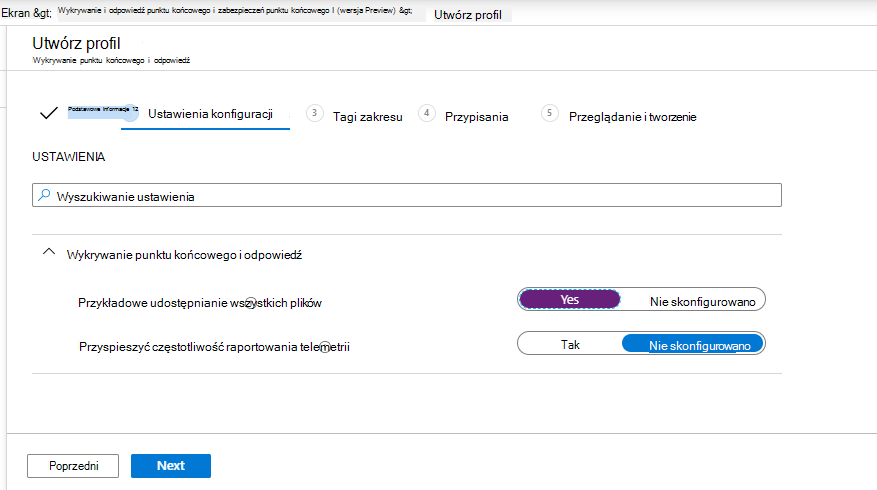 Ekran &gt; Wykrywanie i odpowiedź punktu końcowego i zabezpieczeń punktu końcowego I (wersja Preview) &gt; Utwórz profil
Utwórz profil
Wykrywanie punktu końcowego i odpowiedź
Podstawowe informacje 12 Ustawienia konfiguracji 3 Tagi zakresu 4 Przypisania 5 Przeglądanie i tworzenie
USTAWIENIA
Wyszukiwanie ustawienia
Wykrywanie punktu końcowego i odpowiedź
Przykładowe udostępnianie wszystkich plików Yes Nie skonfigurowano
Przyspieszyć częstotliwość raportowania telemetrii Tak Nie skonfigurowano
Poprzedni Next